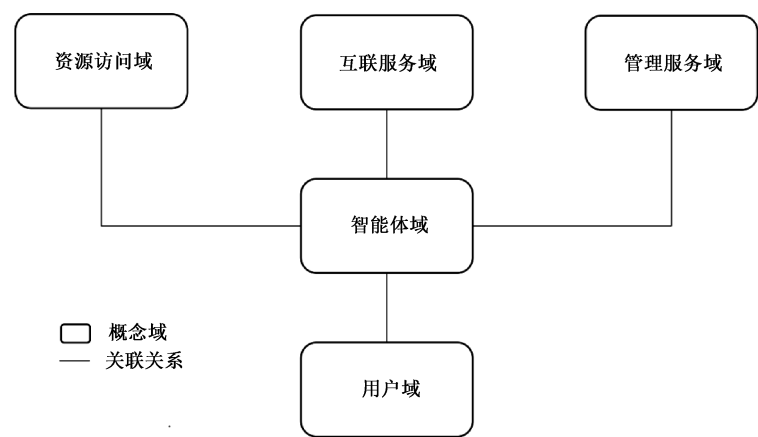 资源访问域
互联服务域
管理服务域
智能体域
概念域
关联关系
用户域